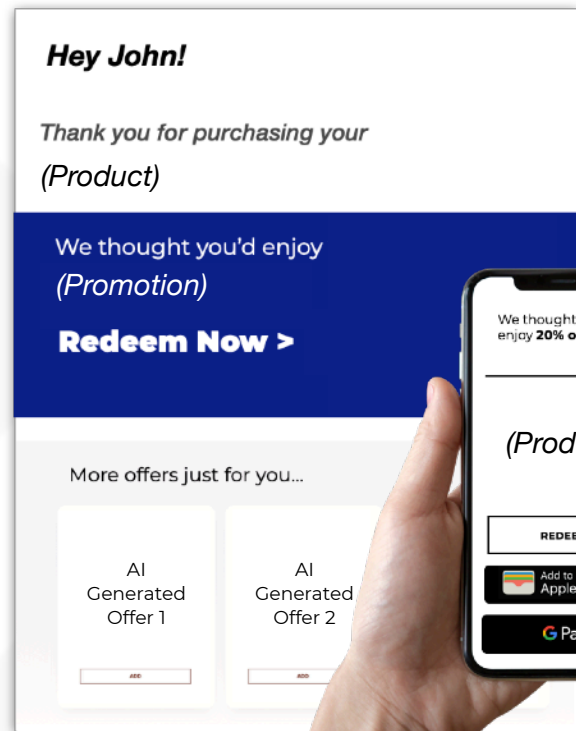 Hey John!
Thank you for purchasing your
(Product)
We thought you'd enjoy
(Promotion)
Redeem Now >
We thought
enjoy 20% o
(Prod
REDEE
Add to
Apple
G Pa
More offers just for you...
AI
Generated
Offer 1
ADD
AI
Generated
Offer 2
ADD